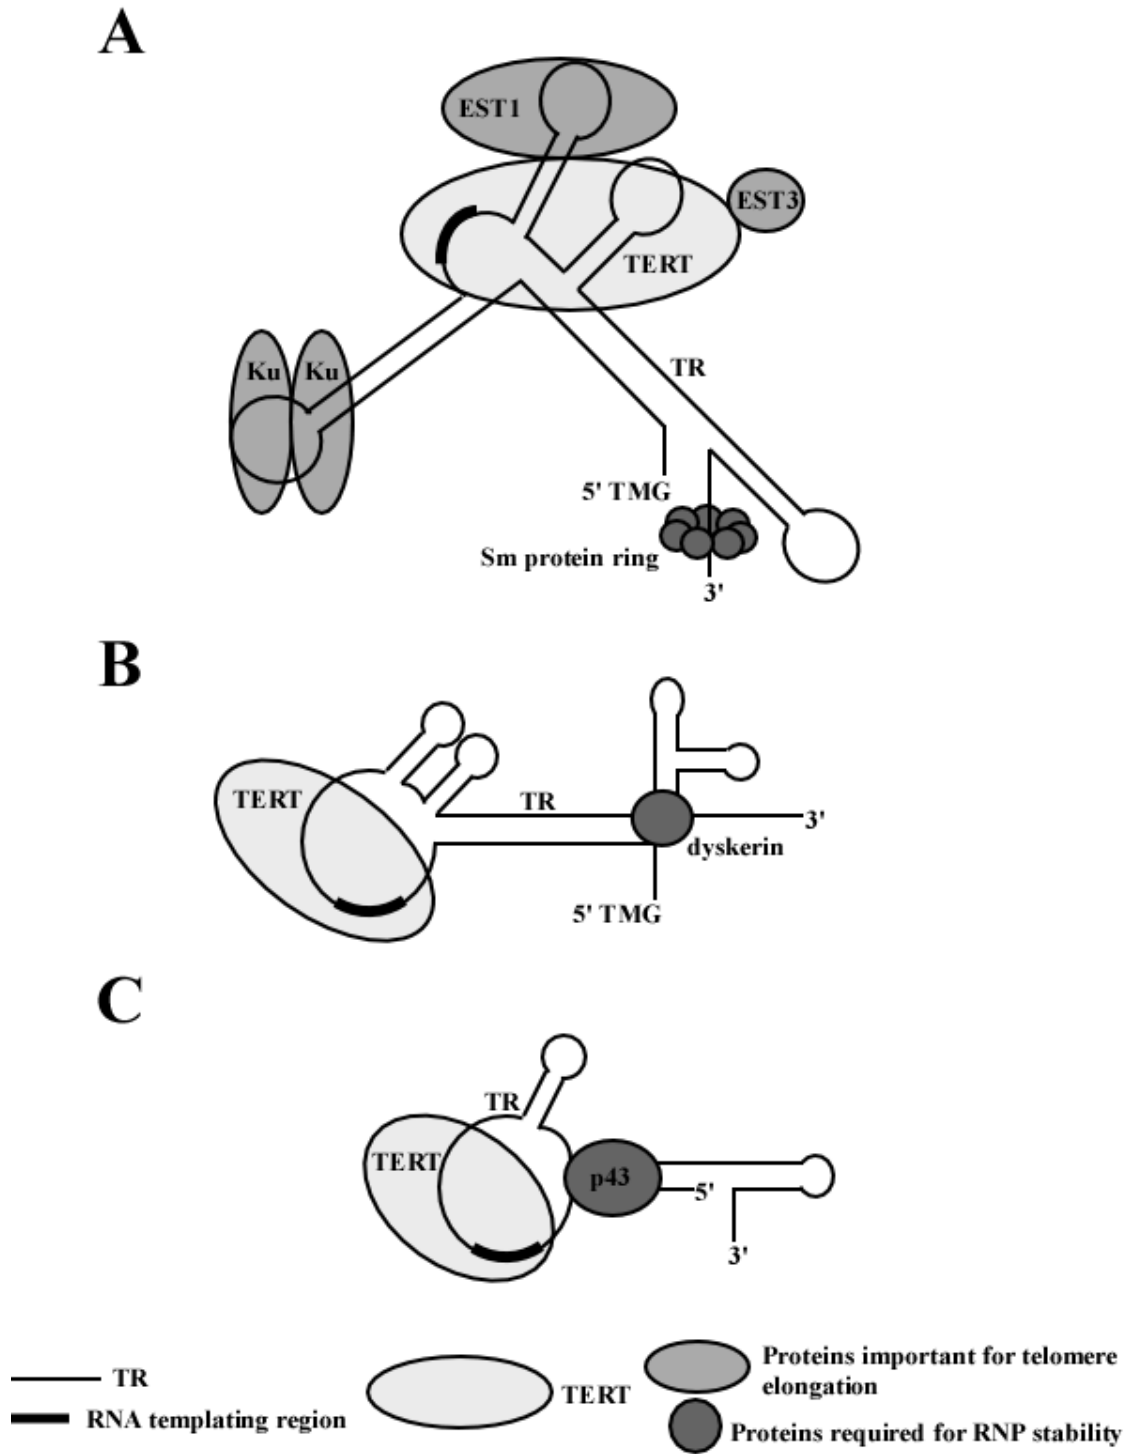 A
EST1
EST3
TERT
Ku Ku
TR
5' TMG
Sm protein ring
3'
B
TERT
TR
3'
dyskerin
5' TMG
C
TR
TERT
p43
5'
3'
TR
RNA templating region
TERT
Proteins important for telomere
elongation
Proteins required for RNP stability